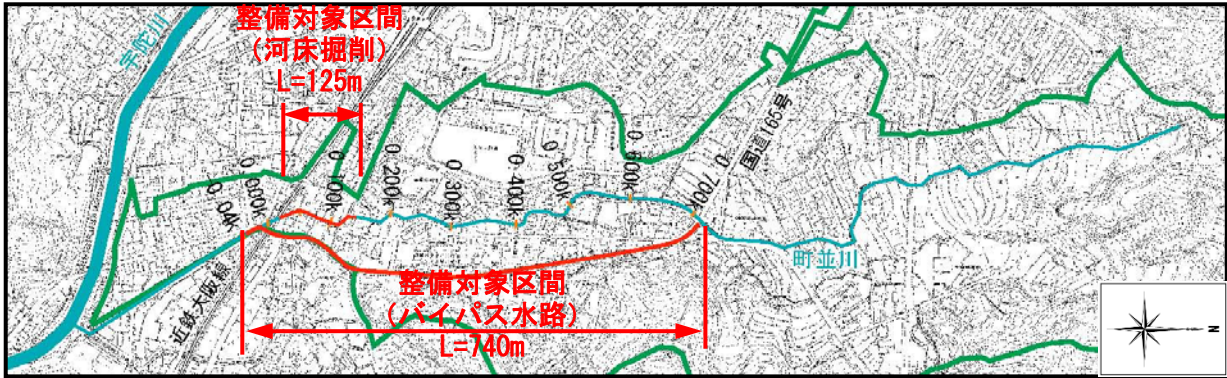 整備対象区間
(河床掘削)
L=125m
宇陀川
国道165号
0.04k
0.000k
0.100k
0.200k
0.300k
0.400k
0.500k
0.600k
0.700k
近鉄大阪線
町並川
整備対象区間
(バイパス水路)
L=740m
N